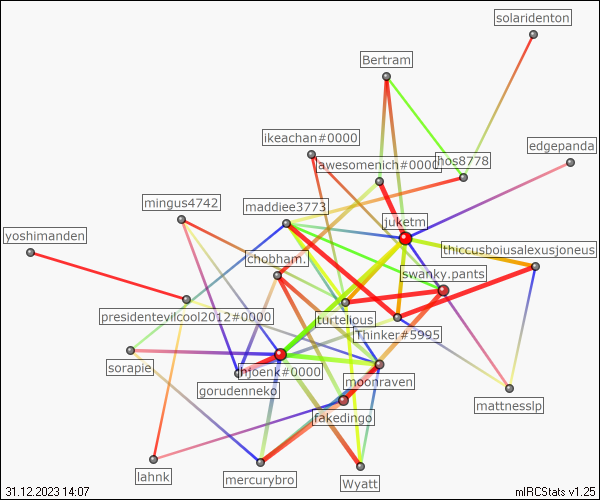 solaridenton
Bertram
ikeachan#0000
edgepanda
awesomenich#0000
hos8778
mingus4742
maddiee3773
juketm
yoshimanden
thiccusboiusalexusjoneus
chobham.
swanky.pants
presidentevilcool2012#0000
turtelious
Thinker#5995
sorapie
hjoenk#0000
gorudenneko
moonraven
mattnesslp
fakedingo
lahnk
mercurybro
Wyatt
31.12.2023 14:07
mIRCStats v1.25